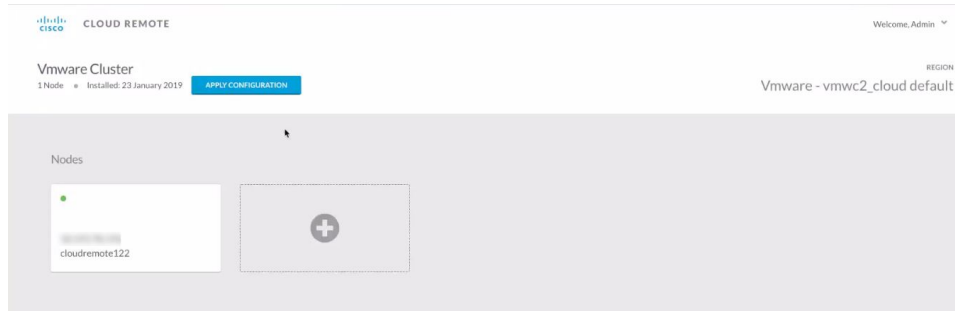 CISCO CLOUD REMOTE
Welcome, Admin
Vmware Cluster
1 Node Installed: 23 January 2019 APPLY CONFIGURATION
REGION
Vmware - vmwc2_cloud default
Nodes
cloudremote122